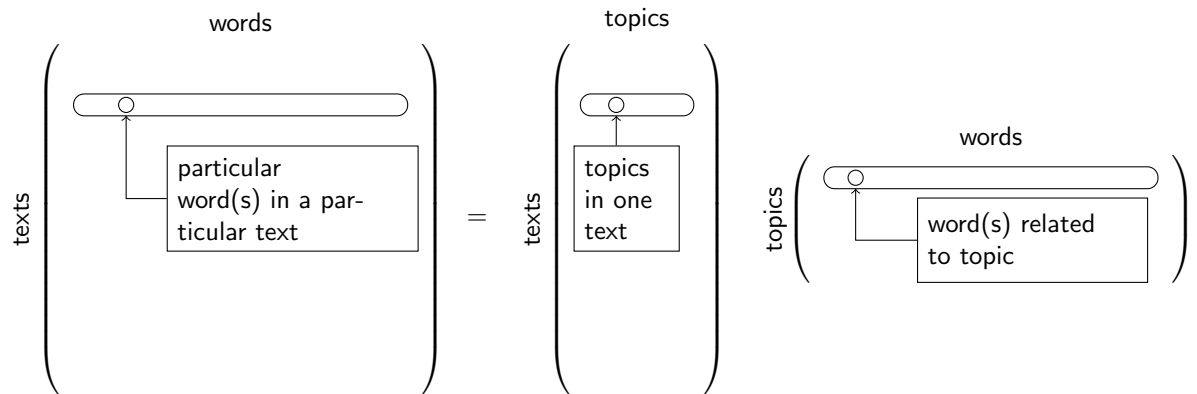 words
texts
particular
word(s) in a par-
ticular text
=
topics
texts
topics
in one
text
words
topics
word(s) related
to topic